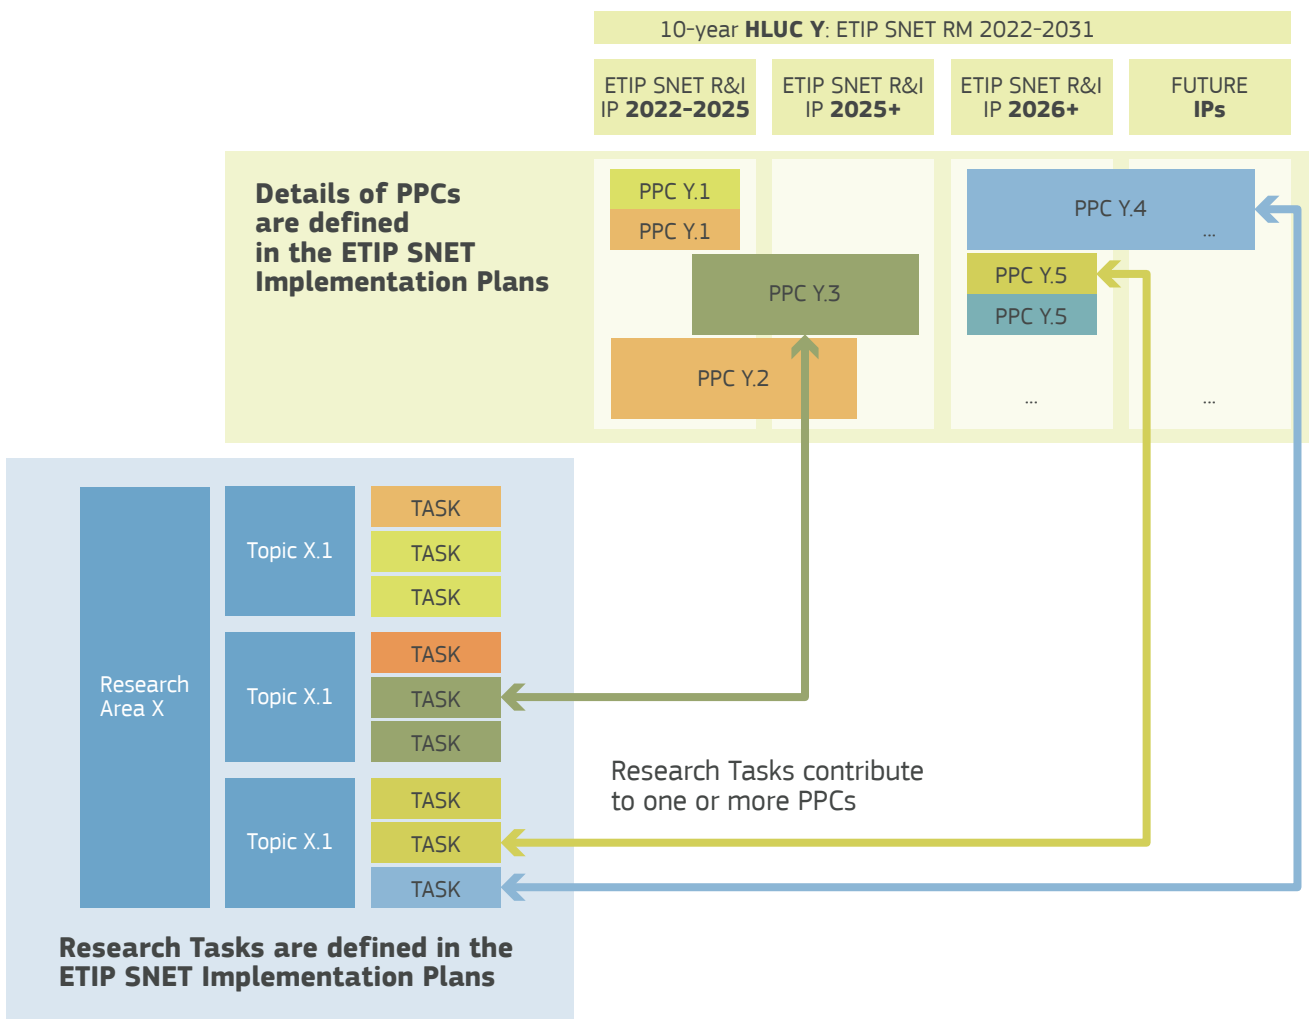 10-year HLUC Y: ETIP SNET RM 2022-2031
ETIP SNET R&I
IP 2022-2025
ETIP SNET R&I
IP 2025+
ETIP SNET R&I
IP 2026+
FUTURE
IPs
Details of PPCs
are defined
in the ETIP SNET
Implementation Plans
PPC Y.1
PPC Y.1
PPC Y.3
PPC Y.2
PPC Y.4
...
PPC Y.5
PPC Y.5
...
...
Research
Area X
Topic X.1
TASK
TASK
TASK
Topic X.1
TASK
TASK
TASK
Topic X.1
TASK
TASK
TASK
Research Tasks contribute
to one or more PPCs
Research Tasks are defined in the
ETIP SNET Implementation Plans